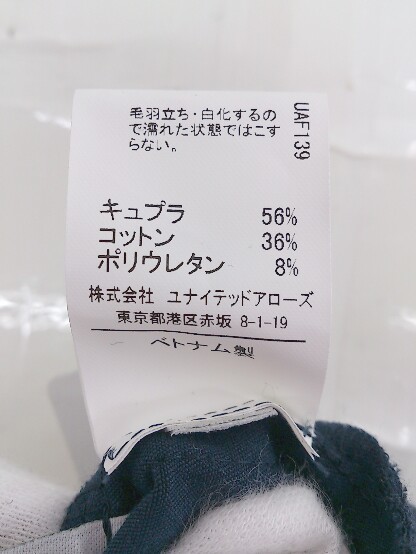 毛羽立ち・白化するの
で濡れた状態ではこす
らない。
UAF139
キュプラ 56%
コットン 36%
ポリウレタン 8%
株式会社 ユナイテッドアローズ
東京都港区赤坂 8-1-19
ベトナム製